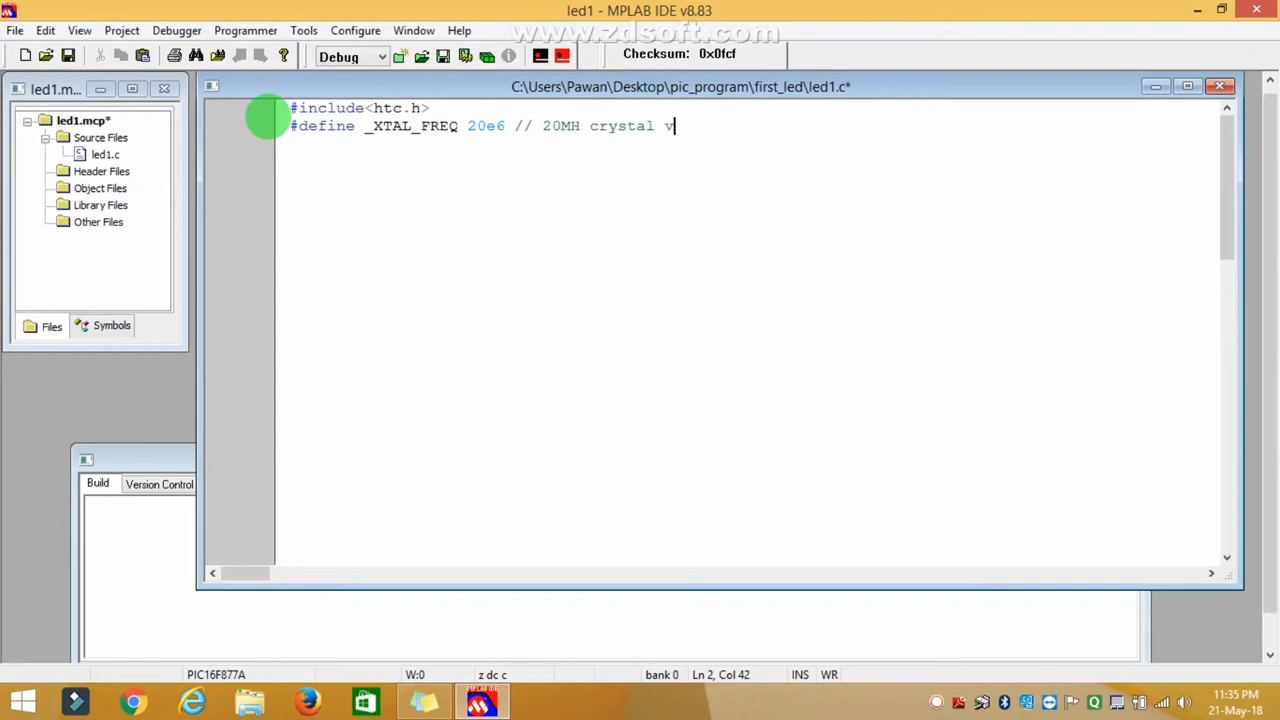 led1 - MPLAB IDE v8.83
File Edit View Project Debugger Programmer Tools Configure Window Help
www.zdsoft.com
Debug
Checksum: 0x0fcf
led1.m...
C:\Users\Pawan\Desktop\pic_program\first_led\led1.c*
led1.mcp*
Source Files
led1.c
Header Files
Object Files
Library Files
Other Files
Files Symbols
#include<htc.h>
#define _XTAL_FREQ 20e6 // 20MH crystal v
Build Version Control
PIC16F877A W:0 z dc c bank 0 Ln 2, Col 42 INS WR
MPLAB IDE
11:35 PM
21-May-18